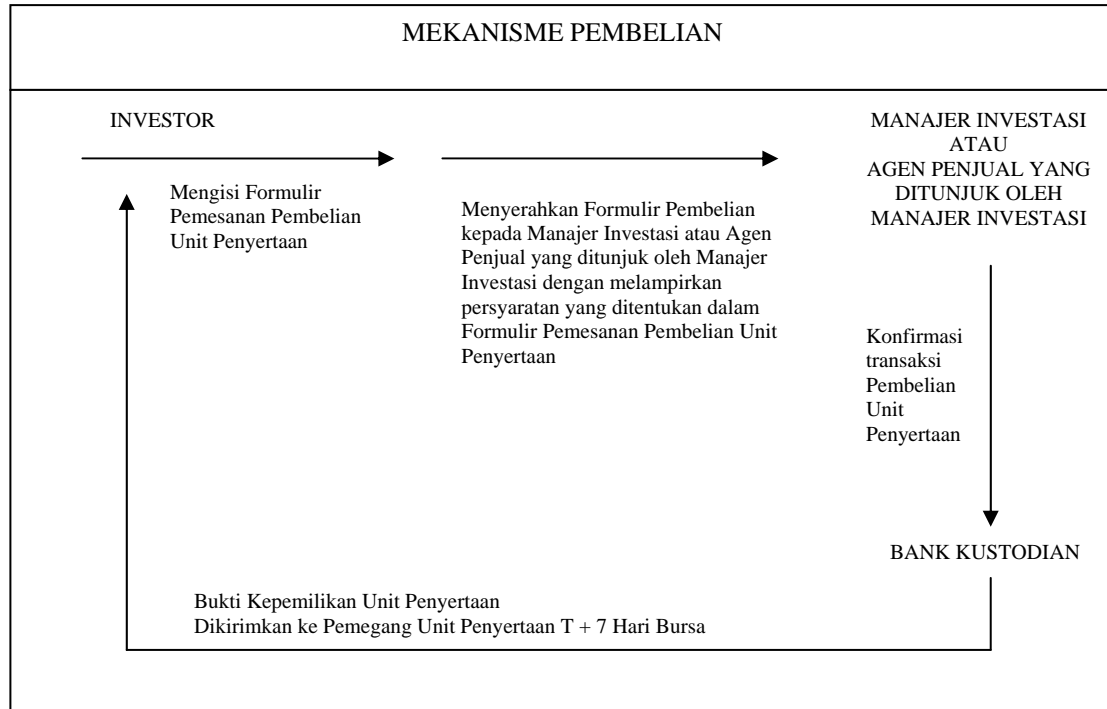 MEKANISME PEMBELIAN
INVESTOR
Mengisi Formulir
Pemesanan Pembelian
Unit Penyertaan
Menyerahkan Formulir Pembelian
kepada Manajer Investasi atau Agen
Penjual yang ditunjuk oleh Manajer
Investasi dengan melampirkan
persyaratan yang ditentukan dalam
Formulir Pemesanan Pembelian Unit
Penyertaan
MANAJER INVESTASI
ATAU
AGEN PENJUAL YANG
DITUNJUK OLEH
MANAJER INVESTASI
Konfirmasi
transaksi
Pembelian
Unit
Penyertaan
BANK KUSTODIAN
Bukti Kepemilikan Unit Penyertaan
Dikirimkan ke Pemegang Unit Penyertaan T + 7 Hari Bursa